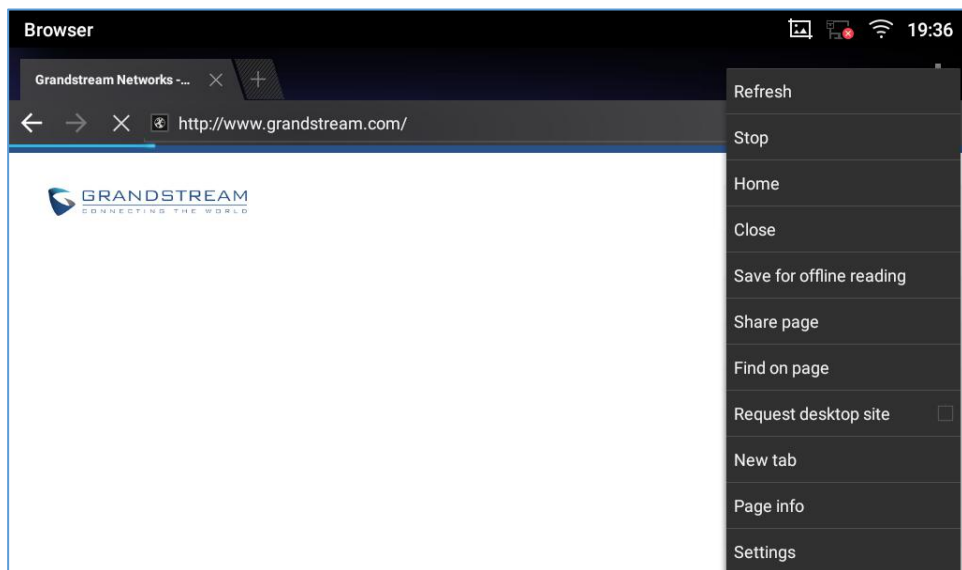 Browser
19:36
Grandstream Networks -...
http://www.grandstream.com/
GRANDSTREAM
CONNECTING THE WORLD
Refresh
Stop
Home
Close
Save for offline reading
Share page
Find on page
Request desktop site
New tab
Page info
Settings